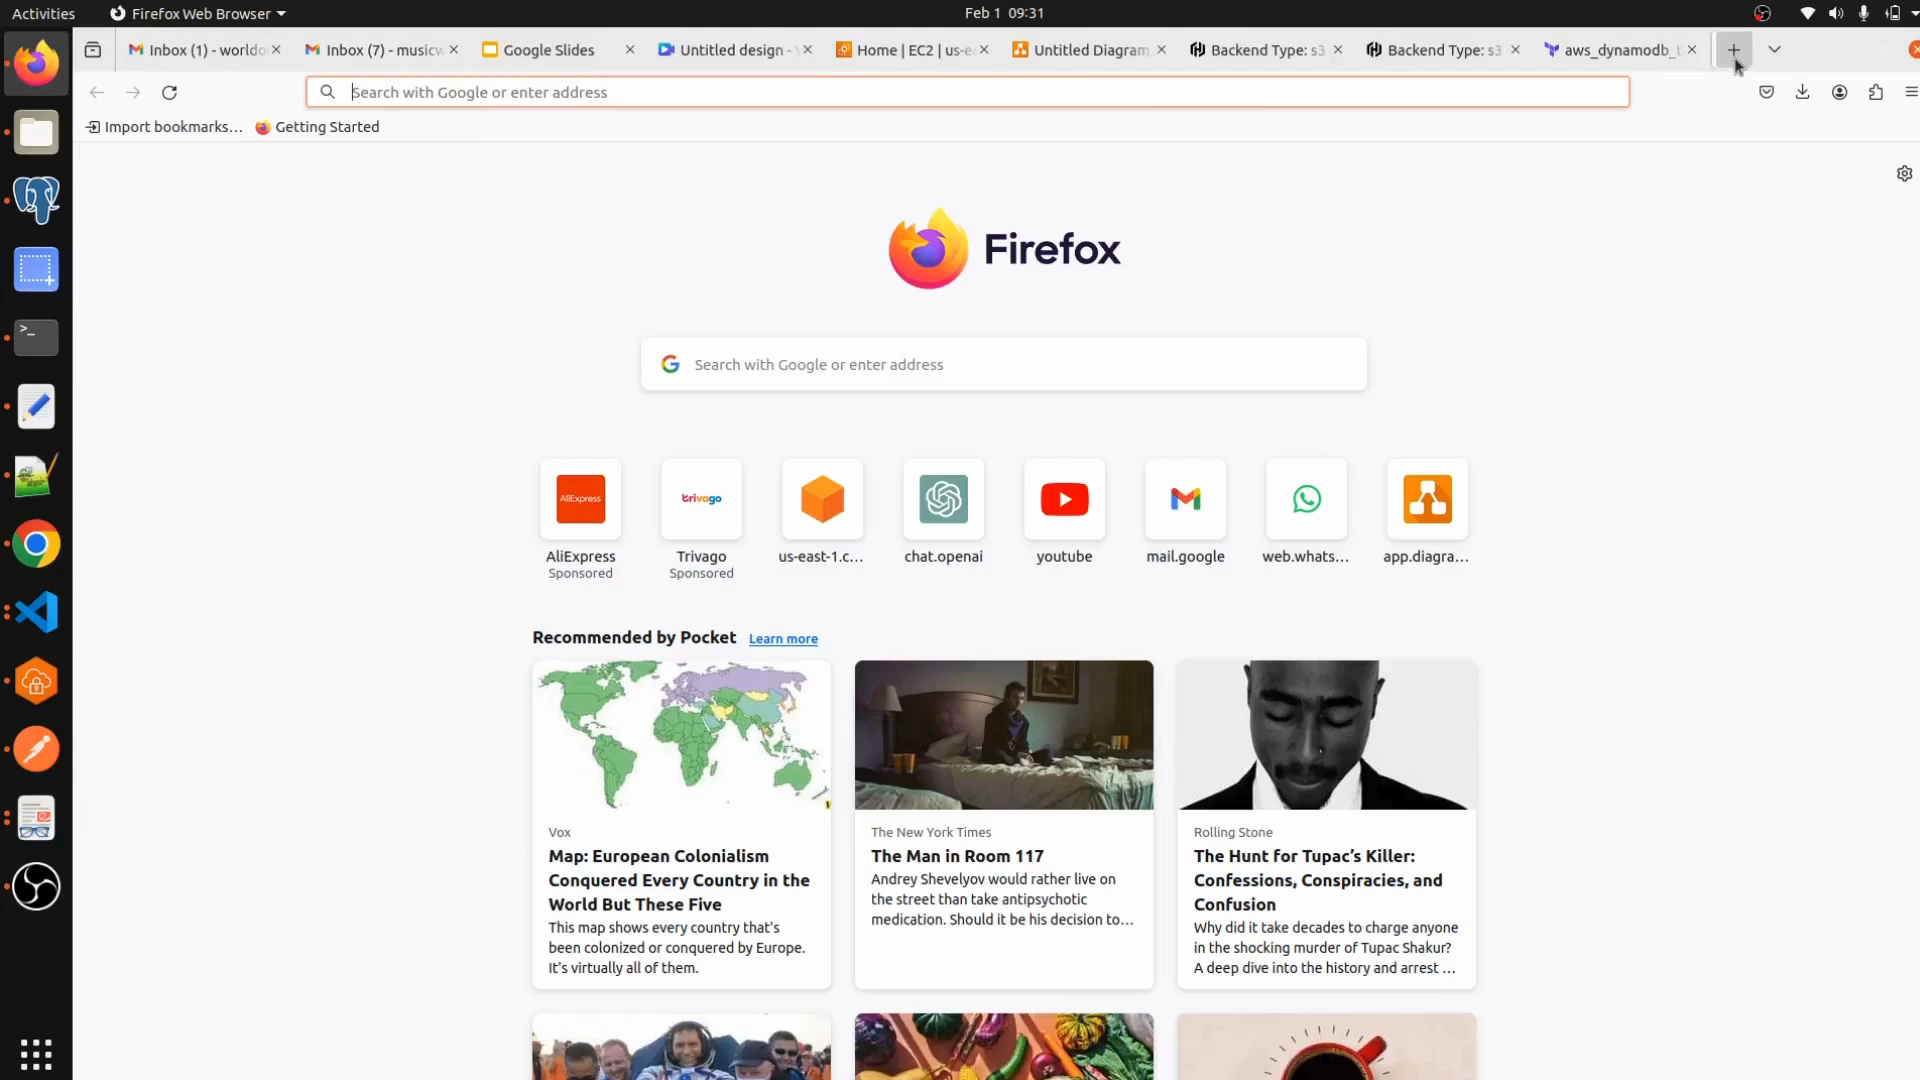 Activities
Firefox Web Browser
Feb 1 09:31
Inbox (1) - worldo
Inbox (7) - musicw
Google Slides
Untitled design -
Home | EC2 | us-ea
Untitled Diagram
Backend Type: s3
Backend Type: s3
aws_dynamodb_t
Search with Google or enter address
Import bookmarks...
Getting Started
Firefox
Search with Google or enter address
AliExpress
trivago
AliExpress
Sponsored
Trivago
Sponsored
us-east-1.c...
chat.openai
youtube
mail.google
web.whats...
app.diagra...
Recommended by Pocket
Learn more
Vox
Map: European Colonialism
Conquered Every Country in the
World But These Five
This map shows every country that's
been colonized or conquered by Europe.
It's virtually all of them.
The New York Times
The Man in Room 117
Andrey Shevelyov would rather live on
the street than take antipsychotic
medication. Should it be his decision to...
Rolling Stone
The Hunt for Tupac's Killer:
Confessions, Conspiracies, and
Confusion
Why did it take decades to charge anyone
in the shocking murder of Tupac Shakur?
A deep dive into the history and arrest ...